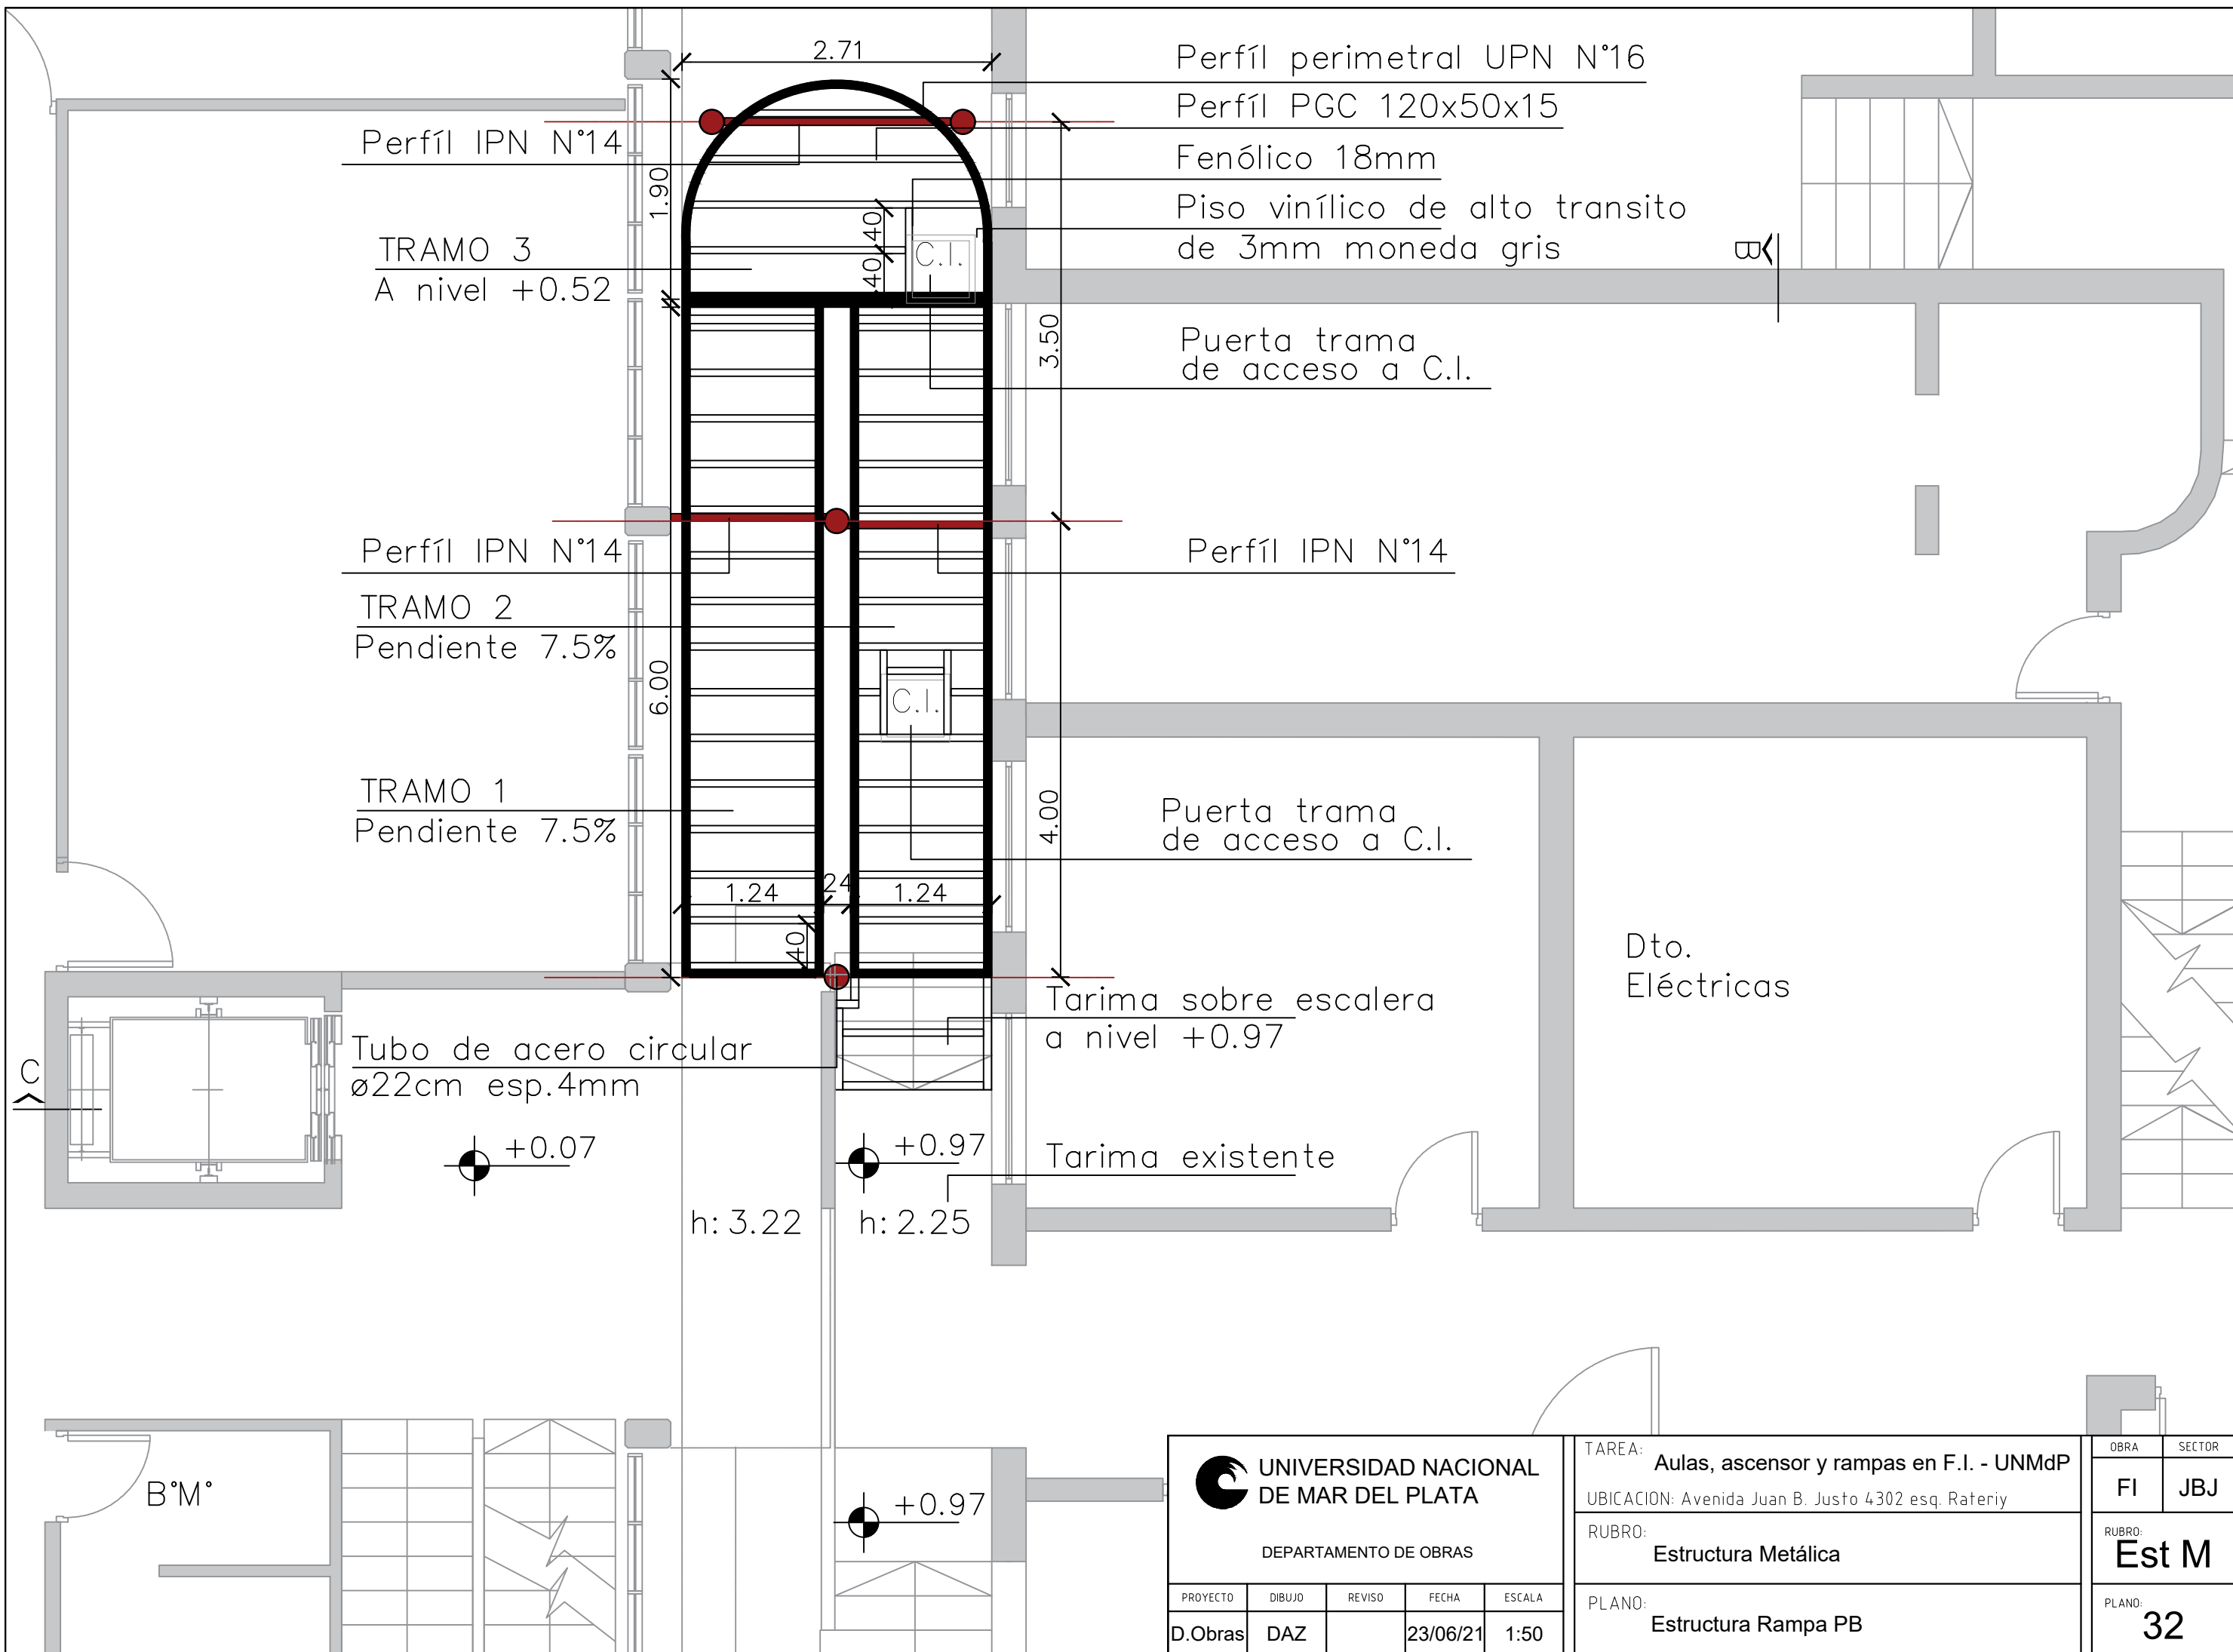 2.71
Perfíl perimetral UPN N°16
Perfíl PGC 120x50x15
Perfíl IPN N°14
Fenólico 18mm
1.90
Piso vinílico de alto transito
de 3mm moneda gris
.40
.40
C.I.
TRAMO 3
A nivel +0.52
B
3.50
Puerta trama
de acceso a C.I.
Perfíl IPN N°14
Perfíl IPN N°14
TRAMO 2
Pendiente 7.5%
6.00
C.I.
TRAMO 1
Pendiente 7.5%
4.00
Puerta trama
de acceso a C.I.
1.24
24
1.24
.40
Dto.
Eléctricas
Tarima sobre escalera
a nivel +0.97
Tubo de acero circular
ø22cm esp.4mm
C
+0.07
+0.97
Tarima existente
h: 3.22
h: 2.25
B°M°
+0.97
UNIVERSIDAD NACIONAL
DE MAR DEL PLATA
DEPARTAMENTO DE OBRAS
PROYECTO
DIBUJO
REVISO
FECHA
ESCALA
D.Obras
DAZ
23/06/21
1:50
TAREA: Aulas, ascensor y rampas en F.I. - UNMdP
UBICACION: Avenida Juan B. Justo 4302 esq. Rateriy
RUBRO:
Estructura Metálica
PLANO:
Estructura Rampa PB
OBRA
SECTOR
FI
JBJ
RUBRO:
Est M
PLANO:
32